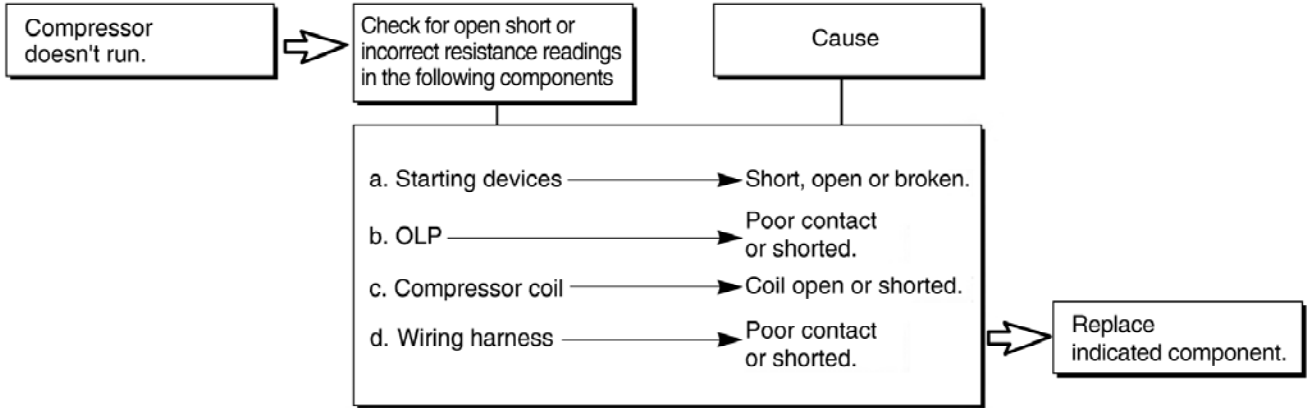 Compressor
doesn't run.
Check for open short or
incorrect resistance readings
in the following components
Cause
a. Starting devices
Short, open or broken.
b. OLP
Poor contact
or shorted.
c. Compressor coil
Coil open or shorted.
d. Wiring harness
Poor contact
or shorted.
Replace
indicated component.